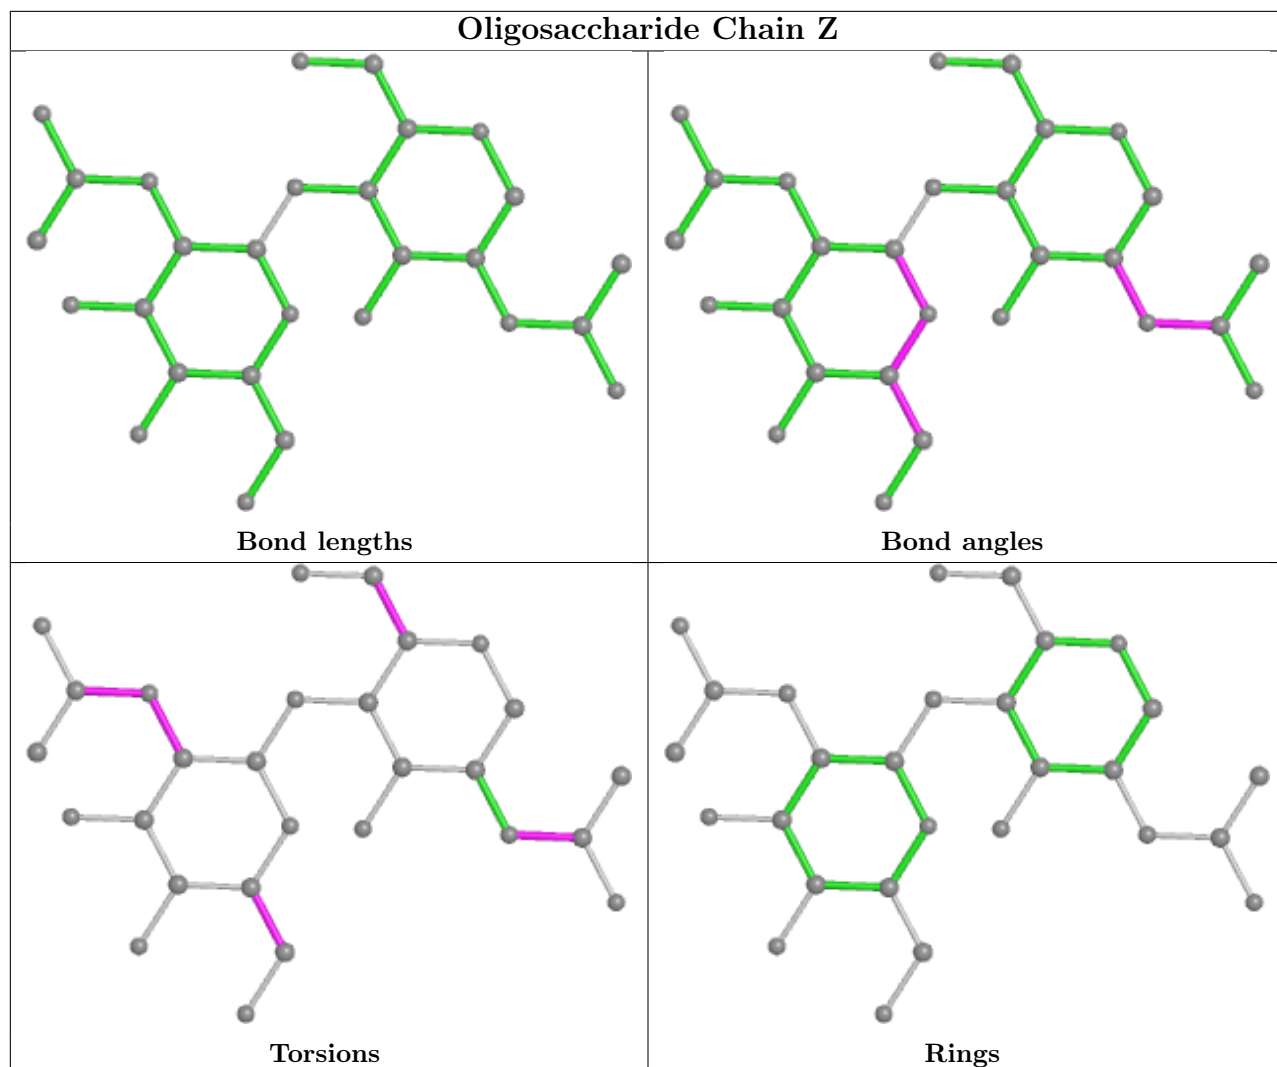 Oligosaccharide Chain Z
Bond lengths
Bond angles
Torsions
Rings